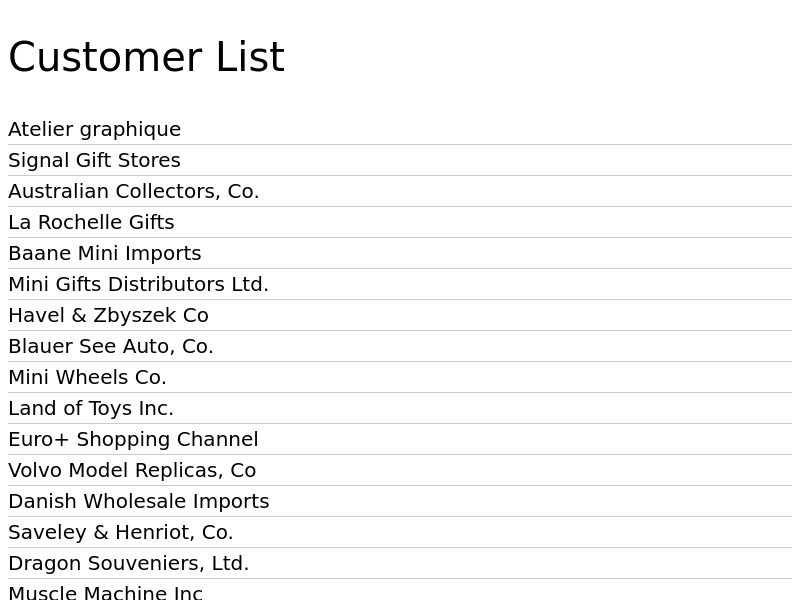 Customer List
Atelier graphique
Signal Gift Stores
Australian Collectors, Co.
La Rochelle Gifts
Baane Mini Imports
Mini Gifts Distributors Ltd.
Havel & Zbyszek Co
Blauer See Auto, Co.
Mini Wheels Co.
Land of Toys Inc.
Euro+ Shopping Channel
Volvo Model Replicas, Co
Danish Wholesale Imports
Saveley & Henriot, Co.
Dragon Souveniers, Ltd.
Muscle Machine Inc